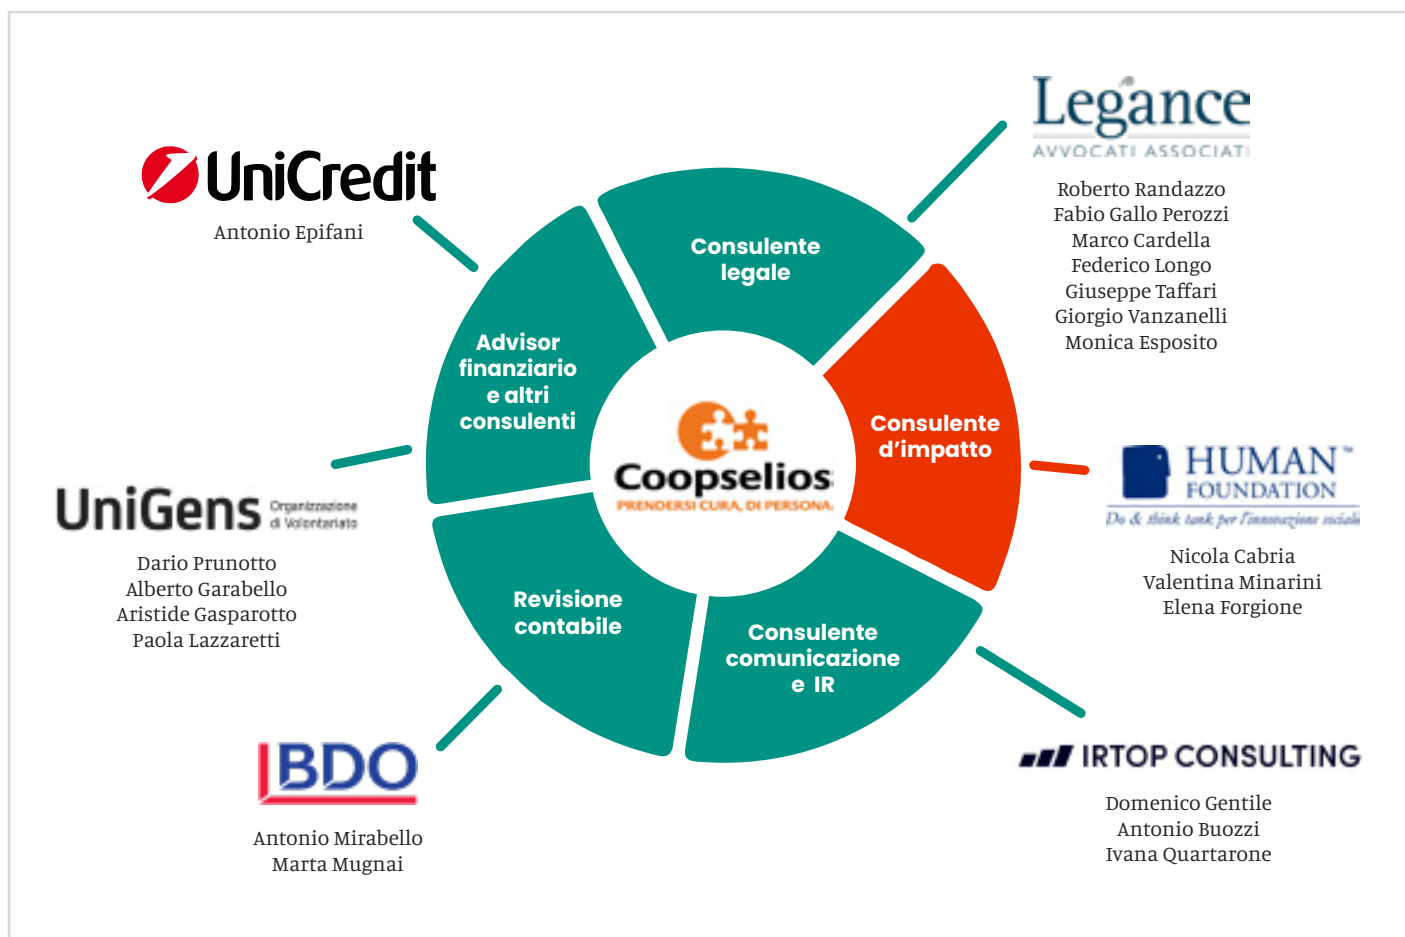 UniCredit
Antonio Epifani
Legance
AVVOCATI ASSOCIATI
Roberto Randazzo
Fabio Gallo Perozzi
Marco Cardella
Federico Longo
Giuseppe Taffari
Giorgio Vanzanelli
Monica Esposito
Consulente
legale
Advisor
finanziario
e altri
consulenti
Consulente
d'impatto
Coopselios
PRENDERSI CURA, DI PERSONA.
HUMAN™
FOUNDATION
Do & think tank per l'innovazione sociale
Nicola Cabria
Valentina Minarini
Elena Forgione
UniGens
Organizzazione
di Volontariato
Dario Prunotto
Alberto Garabello
Aristide Gasparotto
Paola Lazzaretti
Revisione
contabile
Consulente
comunicazione
e IR
BDO
Antonio Mirabello
Marta Mugnai
IRTOP CONSULTING
Domenico Gentile
Antonio Buozzi
Ivana Quartarone